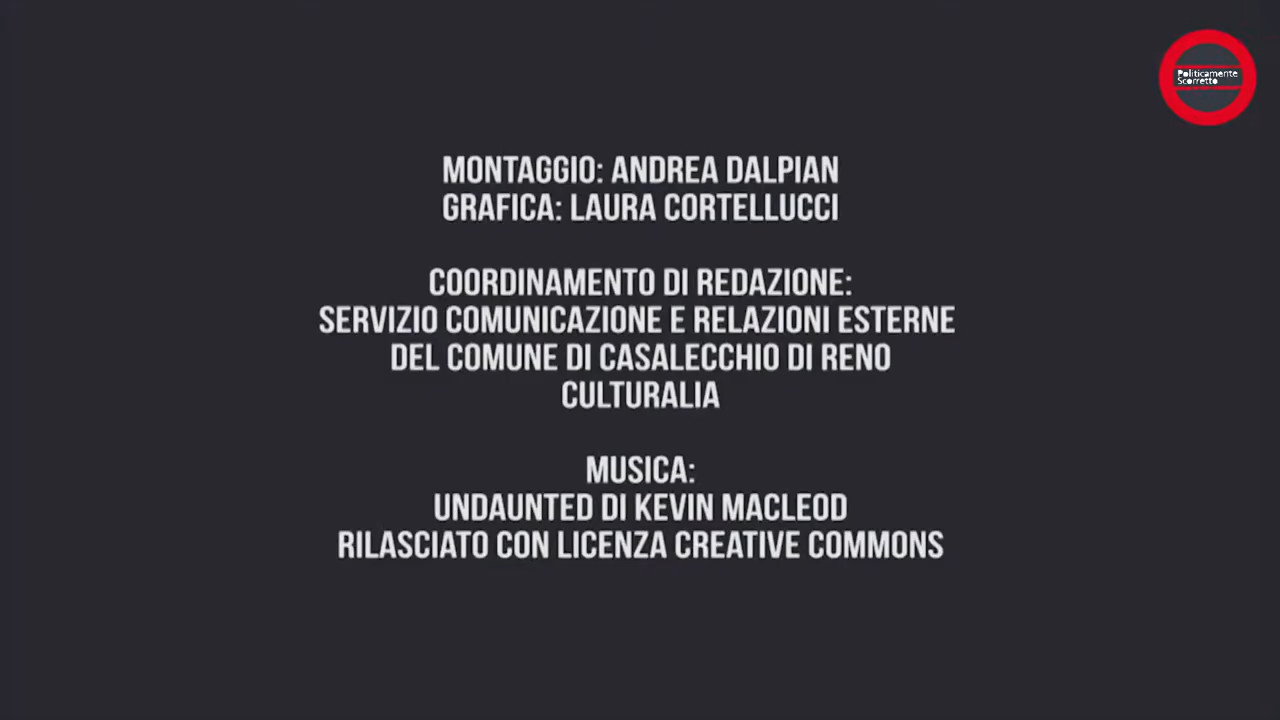 Politicamente
Scorretto
MONTAGGIO: ANDREA DALPIAN
GRAFICA: LAURA CORTELLUCCI
COORDINAMENTO DI REDAZIONE:
SERVIZIO COMUNICAZIONE E RELAZIONI ESTERNE
DEL COMUNE DI CASALECCHIO DI RENO
CULTURALIA
MUSICA:
UNDAUNTED DI KEVIN MACLEOD
RILASCIATO CON LICENZA CREATIVE COMMONS